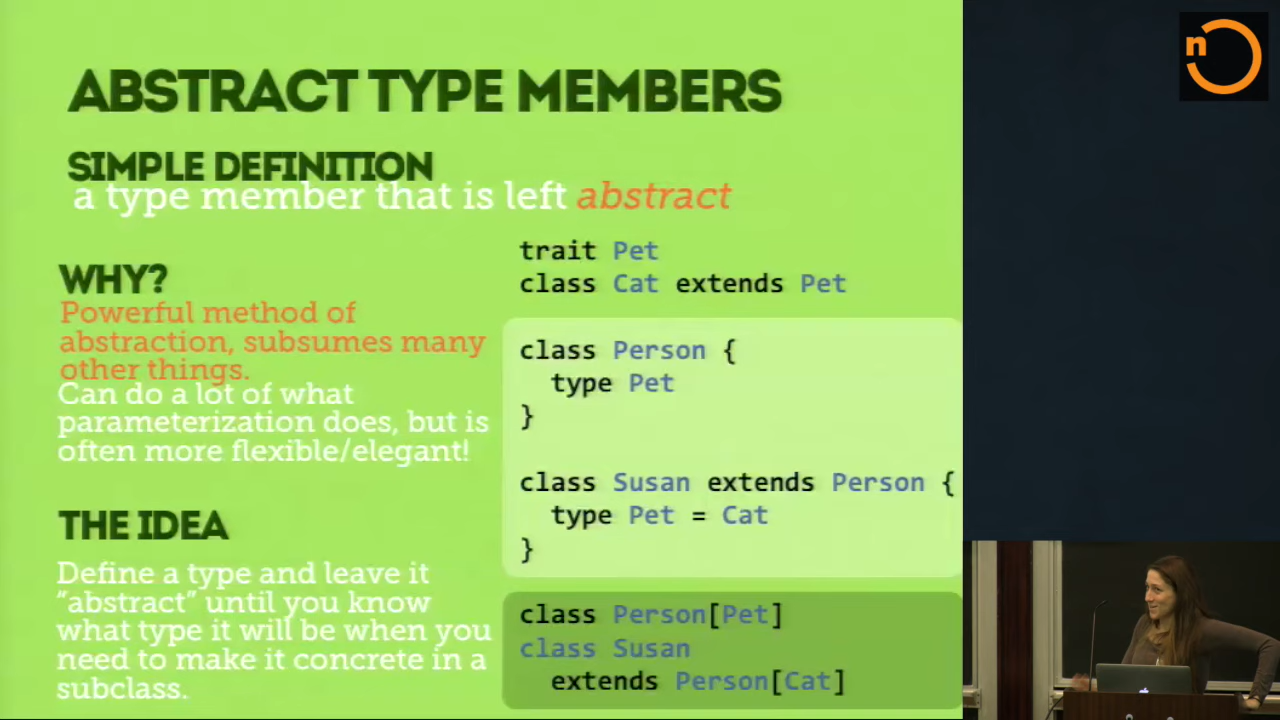 ABSTRACT TYPE MEMBERS
SIMPLE DEFINITION
a type member that is left abstract
WHY?
Powerful method of
abstraction, subsumes many
other things.
Can do a lot of what
parameterization does, but is
often more flexible/elegant!
THE IDEA
Define a type and leave it
"abstract" until you know
what type it will be when you
need to make it concrete in a
subclass.
trait Pet
class Cat extends Pet
class Person {
type Pet
}
class Susan extends Person {
type Pet = Cat
}
class Person[Pet]
class Susan
extends Person[Cat]
n